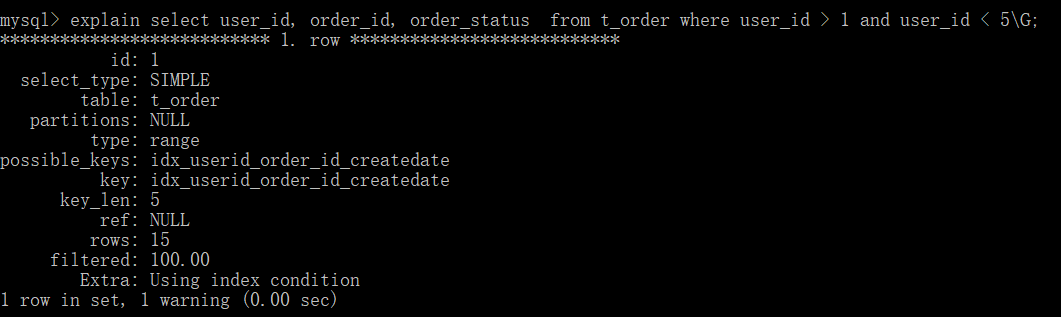 mysql> explain select user_id, order_id, order_status  from t_order where user_id > 1 and user_id < 5\G;
*************************** 1. row ***************************
           id: 1
  select_type: SIMPLE
        table: t_order
   partitions: NULL
         type: range
possible_keys: idx_userid_order_id_createdate
          key: idx_userid_order_id_createdate
      key_len: 5
          ref: NULL
         rows: 15
     filtered: 100.00
        Extra: Using index condition
1 row in set, 1 warning (0.00 sec)